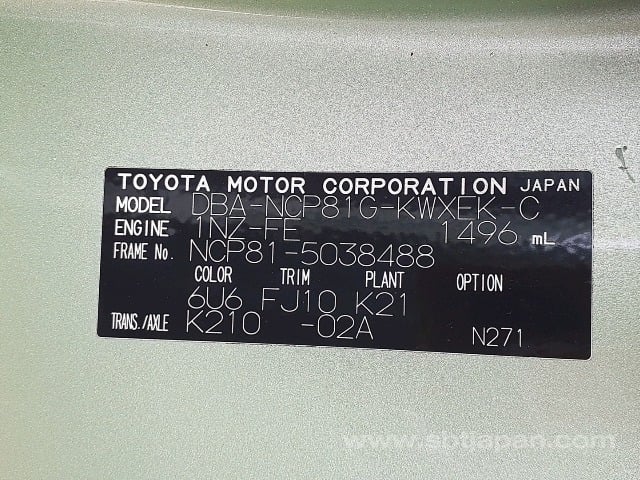 TOYOTA MOTOR CORPORATION JAPAN
MODEL DBA-NCP81G-KWXEK-C
ENGINE 1NZ-FE 1496 mL
FRAME No. NCP81-5038488
COLOR TRIM PLANT OPTION
6U6 FJ10 K21
TRANS./AXLE K210 -02A N271
www.sbtjapan.com